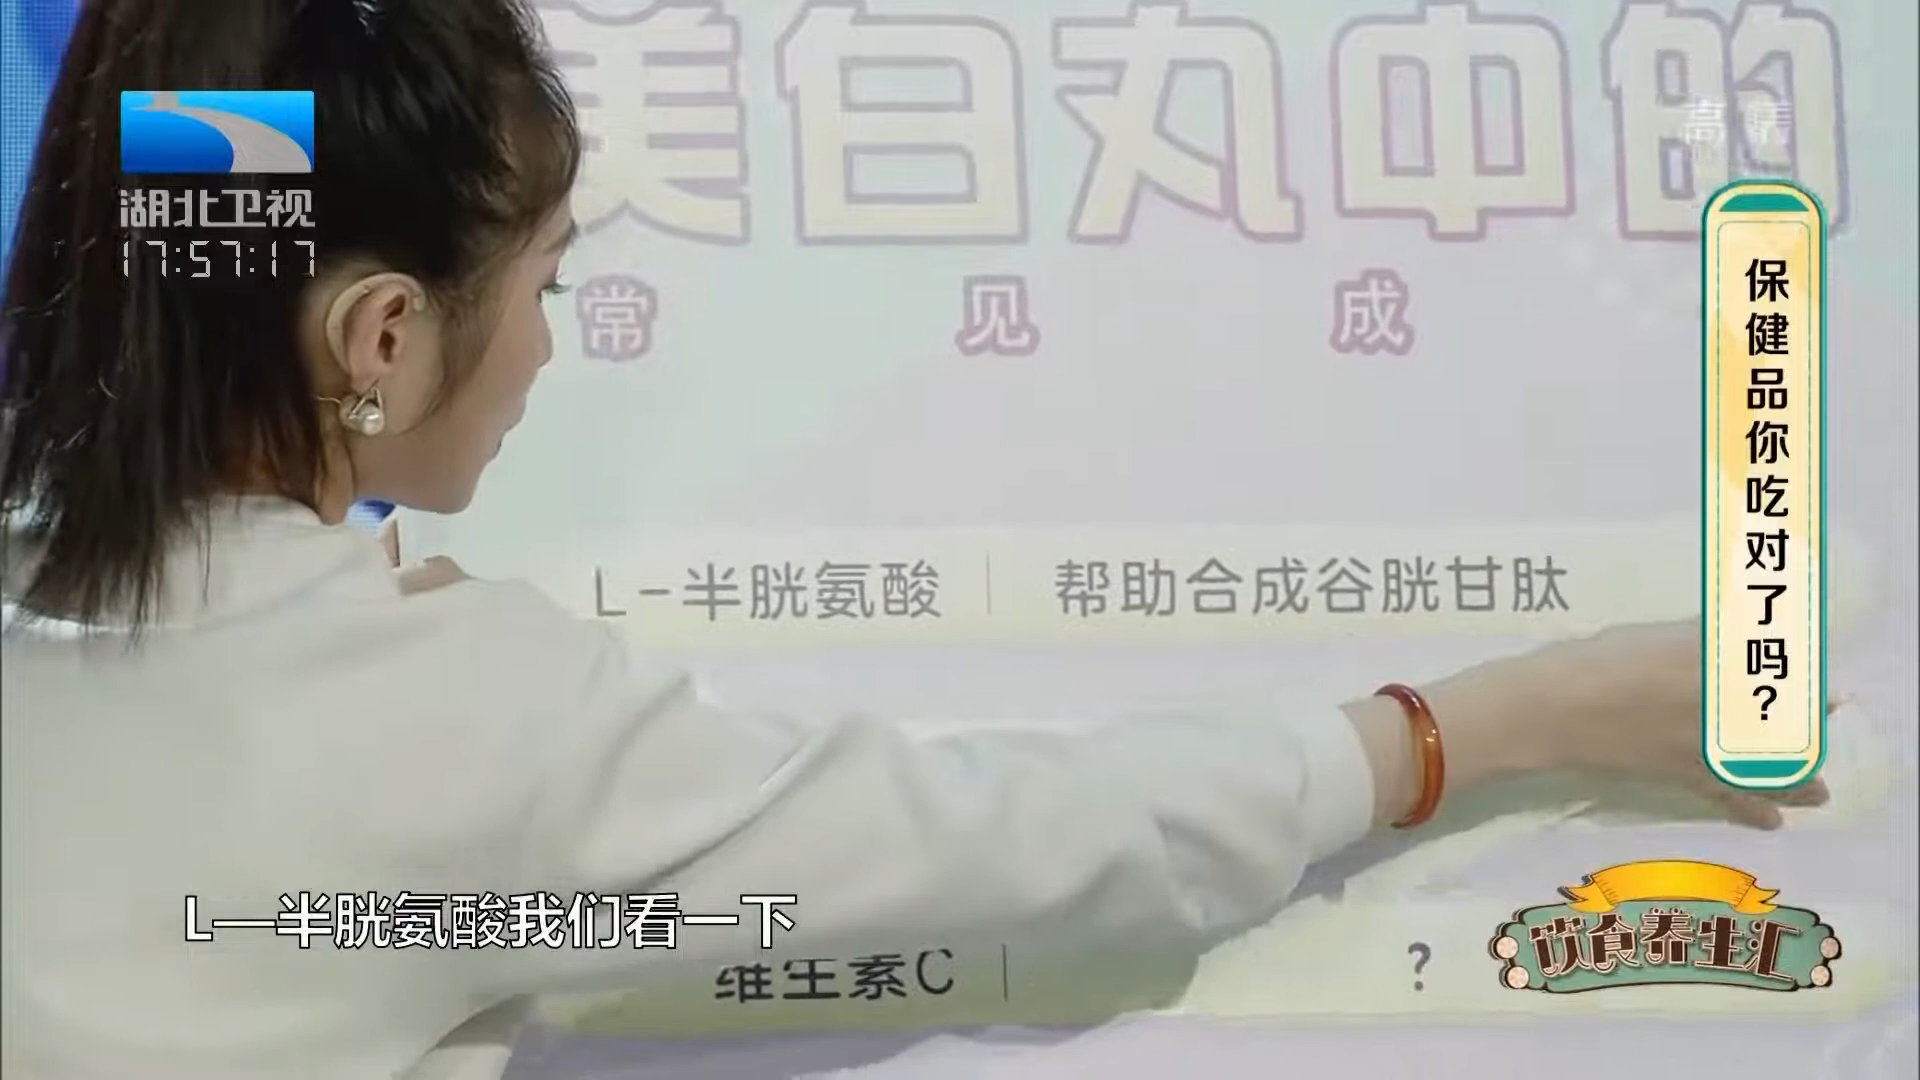 美白丸中的
高清
湖北卫视
17:57:17
常见成
保健品你吃对了吗?
L-半胱氨酸 帮助合成谷胱甘肽
L—半胱氨酸我们看一下
维生素C ?
饮食养生汇